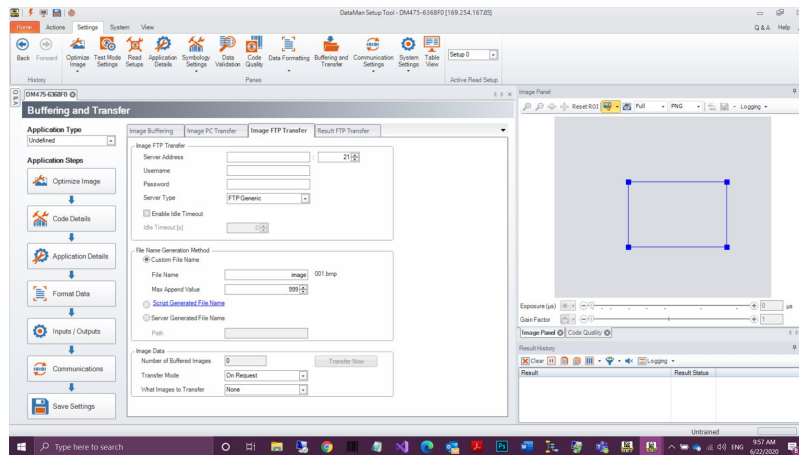 DataMan Setup Tool - DM475-6368F0 [169.254.167.85]
Home Actions Settings System View Q & A Help
Back Forward Optimize Image Test Mode Settings Read Setups Application Details Symbology Settings Data Validation Code Quality Data Formatting Buffering and Transfer Communication Settings System Settings Table View Setup 0
History Panes Active Read Setup
DM475-6368F0
Q & A
Buffering and Transfer
Application Type
Undefined
Application Steps
Optimize Image
Code Details
Application Details
Format Data
Inputs / Outputs
Communications
Save Settings
Image Buffering Image PC Transfer Image FTP Transfer Result FTP Transfer
Image FTP Transfer
Server Address : 21
Username
Password
Server Type FTP Generic
Enable Idle Timeout
Idle Timeout [s] 0
File Name Generation Method
Custom File Name
File Name image 001.bmp
Max Append Value 999
Script Generated File Name
Server Generated File Name
Path
Image Data
Number of Buffered Images 0 Transfer Now
Transfer Mode On Request
What Images to Transfer None
Image Panel
Reset ROI Full PNG Logging
Exposure (µs) 0 µs
Gain Factor 1
Image Panel Code Quality
Result History
Clear Logging
Result Result Status
Untrained
Type here to search
ENG 9:57 AM
6/22/2020